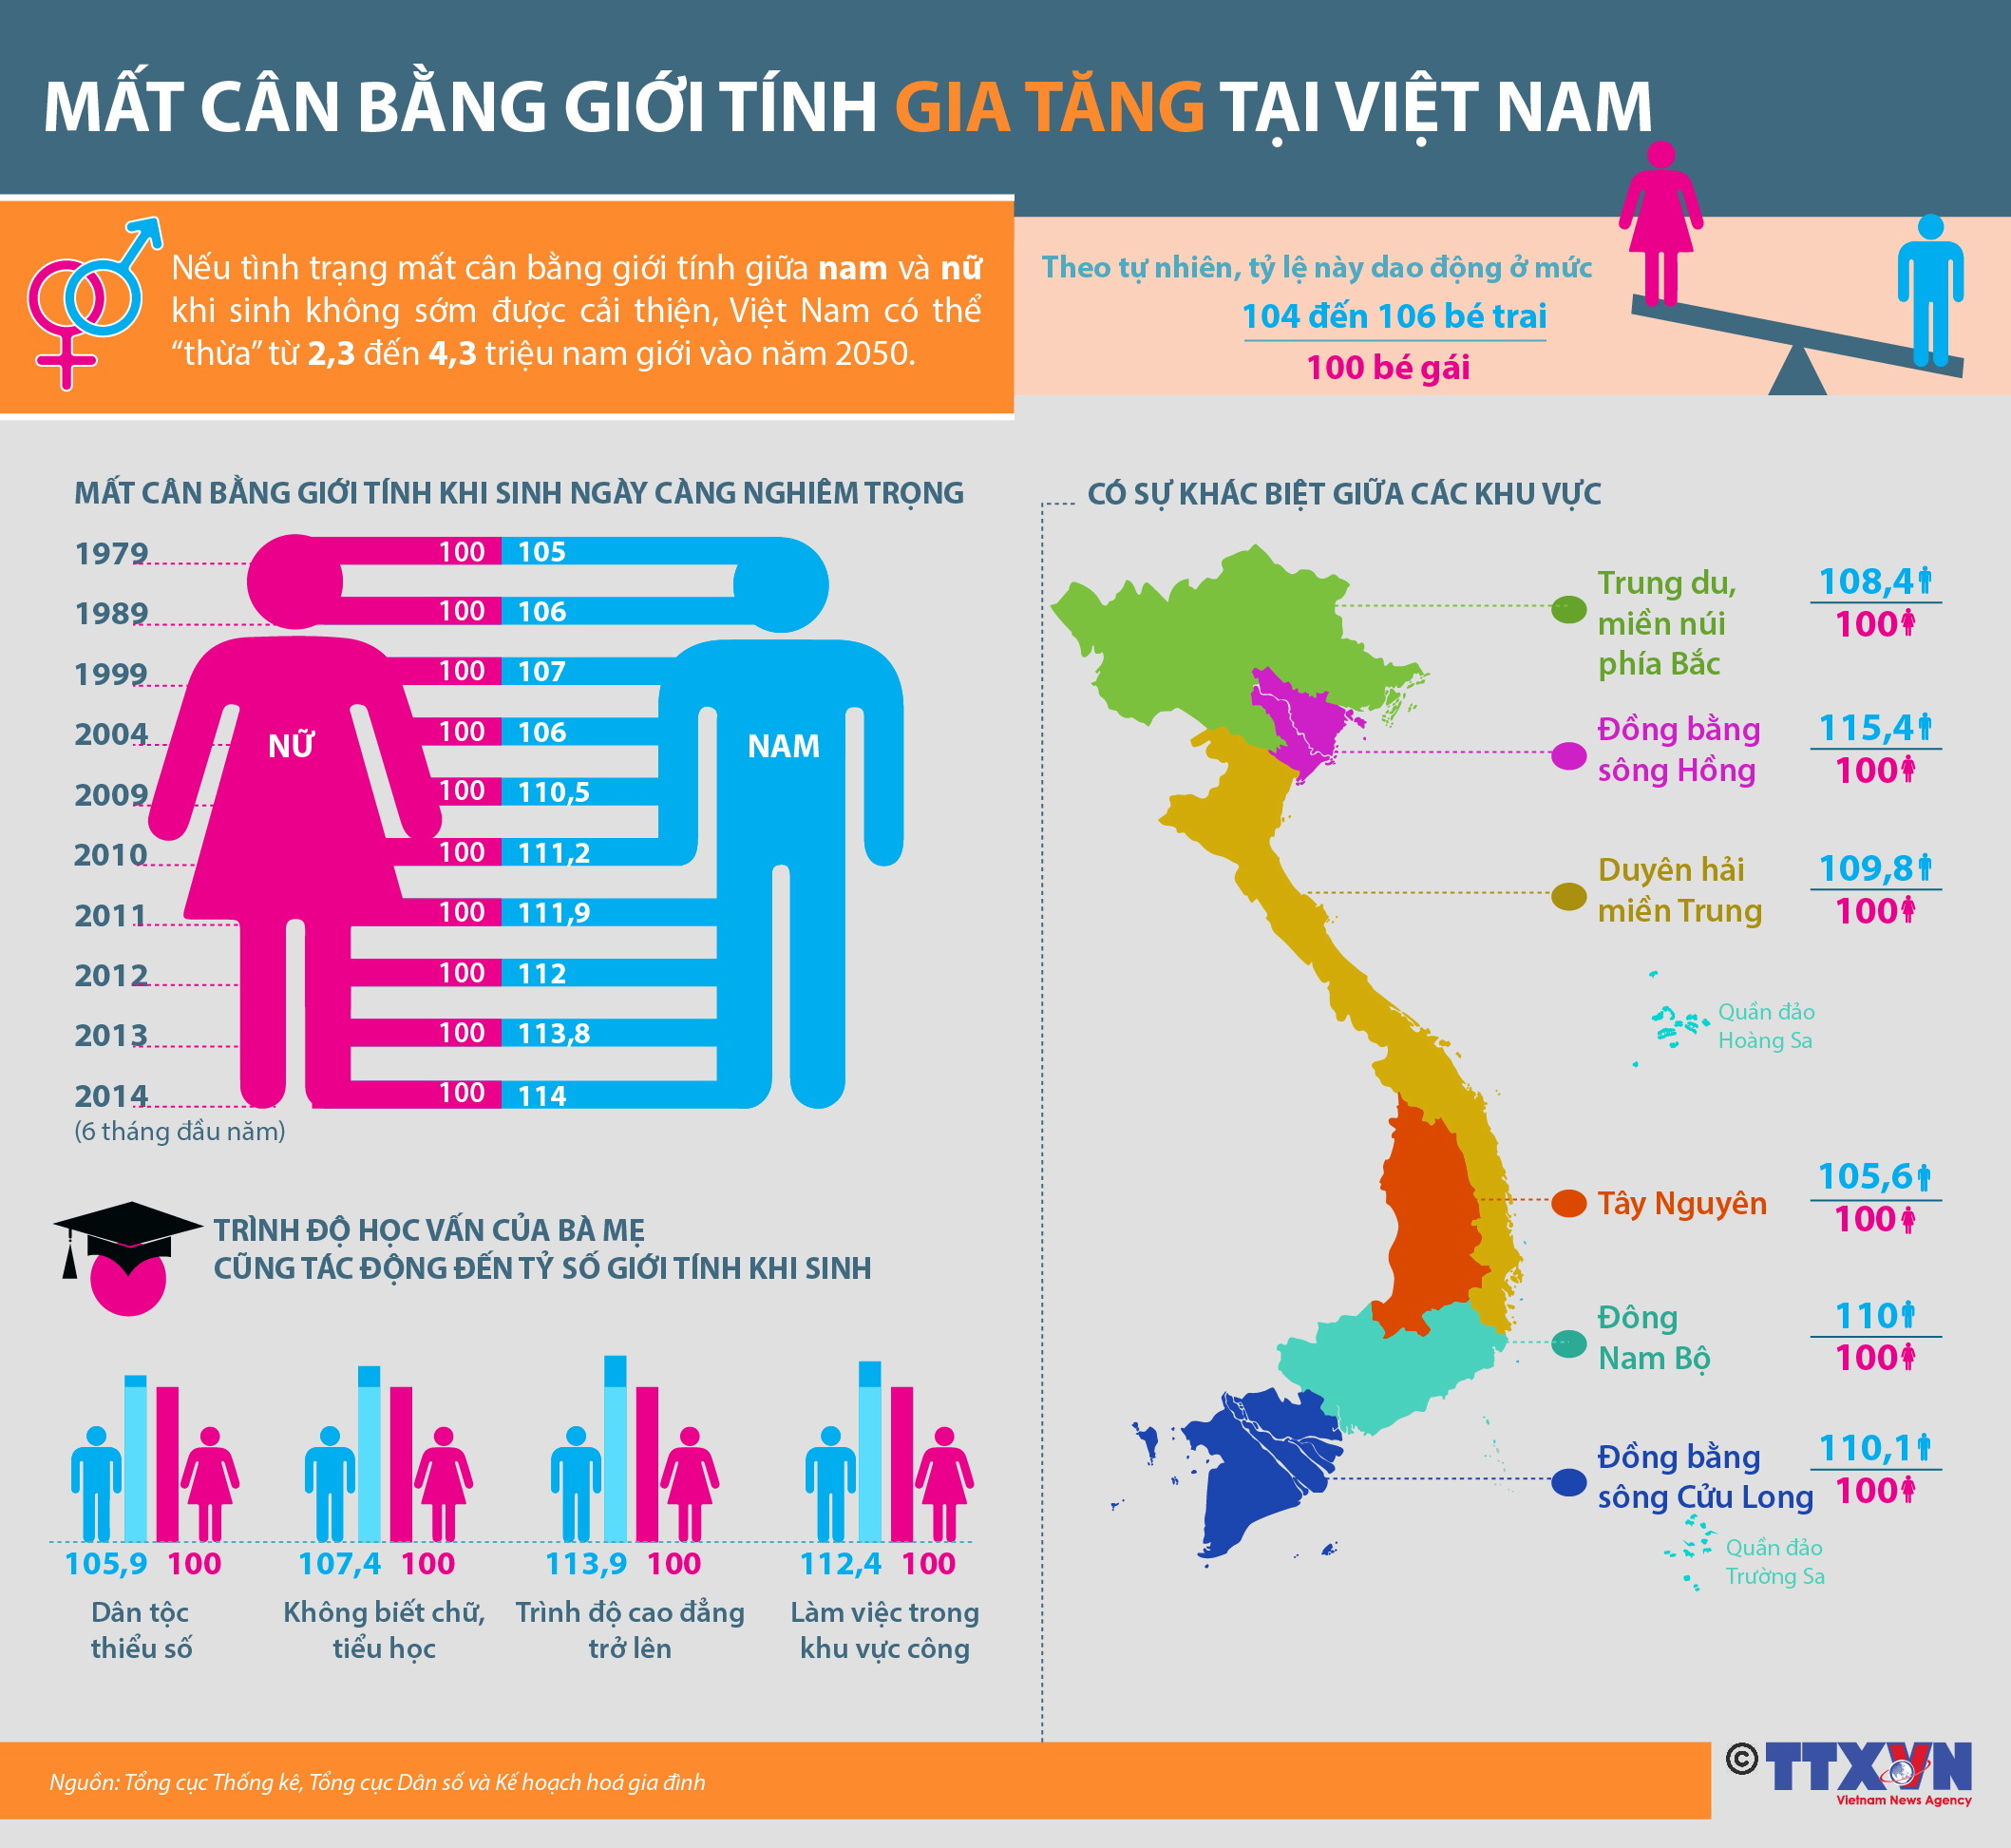 MẤT CÂN BẰNG GIỚI TÍNH GIA TĂNG TẠI VIỆT NAM
Nếu tình trạng mất cân bằng giới tính giữa nam và nữ
khi sinh không sớm được cải thiện, Việt Nam có thể
“thừa” từ 2,3 đến 4,3 triệu nam giới vào năm 2050.
Theo tự nhiên, tỷ lệ này dao động ở mức
104 đến 106 bé trai
100 bé gái
MẤT CÂN BẰNG GIỚI TÍNH KHI SINH NGÀY CÀNG NGHIÊM TRỌNG
1979 100 105
1989 100 106
1999 100 107
2004 100 106
NỮ NAM
2009 100 110,5
2010 100 111,2
2011 100 111,9
2012 100 112
2013 100 113,8
2014 100 114
(6 tháng đầu năm)
TRÌNH ĐỘ HỌC VẤN CỦA BÀ MẸ
CŨNG TÁC ĐỘNG ĐẾN TỶ SỐ GIỚI TÍNH KHI SINH
105,9 100
Dân tộc
thiểu số
107,4 100
Không biết chữ,
tiểu học
113,9 100
Trình độ cao đẳng
trở lên
112,4 100
Làm việc trong
khu vực công
CÓ SỰ KHÁC BIỆT GIỮA CÁC KHU VỰC
Trung du,
miền núi
phía Bắc
108,4
100
Đồng bằng
sông Hồng
115,4
100
Duyên hải
miền Trung
109,8
100
Quần đảo
Hoàng Sa
Tây Nguyên
105,6
100
Đông
Nam Bộ
110
100
Đồng bằng
sông Cửu Long
110,1
100
Quần đảo
Trường Sa
Nguồn: Tổng cục Thống kê, Tổng cục Dân số và Kế hoạch hoá gia đình
© TTXVN
Vietnam News Agency